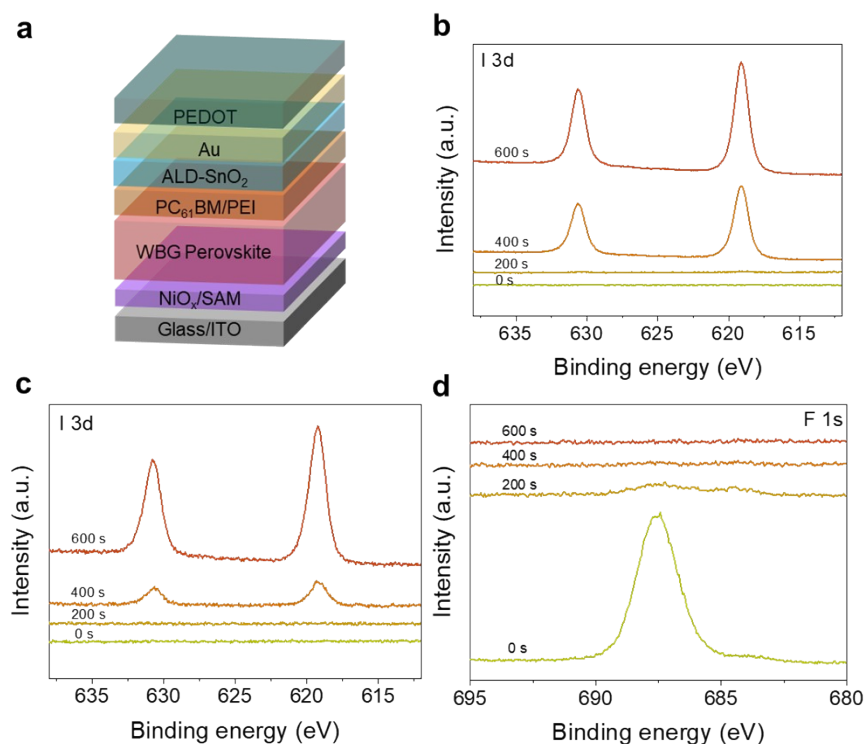 a
PEDOT
Au
ALD-SnO₂
PC₆₁BM/PEI
WBG Perovskite
NiOₓ/SAM
Glass/ITO
b
I 3d
600 s
400 s
200 s
0 s
Intensity (a.u.)
635 630 625 620 615
Binding energy (eV)
c
I 3d
600 s
400 s
200 s
0 s
Intensity (a.u.)
635 630 625 620 615
Binding energy (eV)
d
F 1s
600 s
400 s
200 s
0 s
Intensity (a.u.)
695 690 685 680
Binding energy (eV)